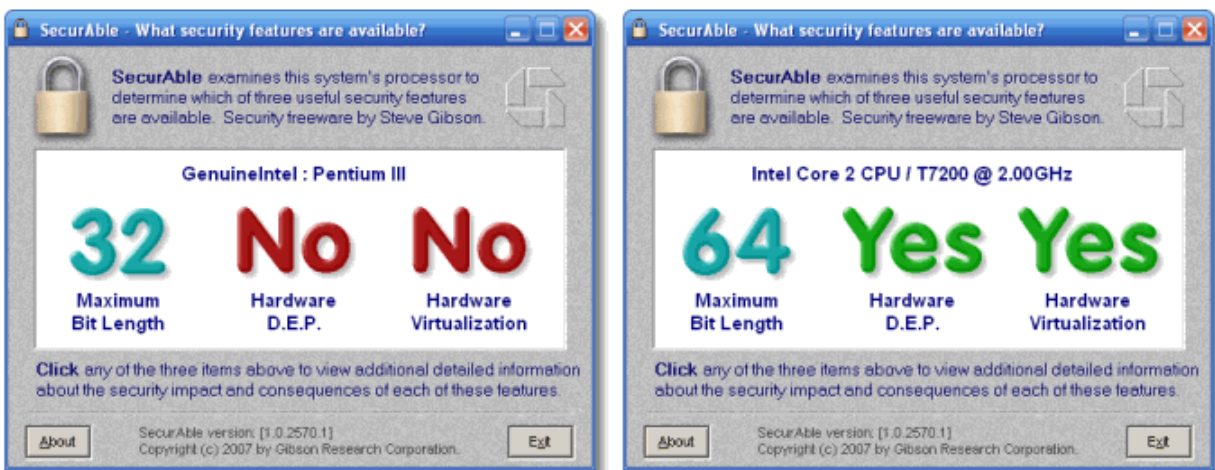 SecurAble - What security features are available?
SecurAble examines this system's processor to
determine which of three useful security features
are available. Security freeware by Steve Gibson.
GenuineIntel : Pentium III
32 No No
Maximum Hardware Hardware
Bit Length D.E.P. Virtualization
Click any of the three items above to view additional detailed information
about the security impact and consequences of each of these features.
About
SecurAble version: [1.0.2570.1]
Copyright (c) 2007 by Gibson Research Corporation.
Exit
SecurAble - What security features are available?
SecurAble examines this system's processor to
determine which of three useful security features
are available. Security freeware by Steve Gibson.
Intel Core 2 CPU / T7200 @ 2.00GHz
64 Yes Yes
Maximum Hardware Hardware
Bit Length D.E.P. Virtualization
Click any of the three items above to view additional detailed information
about the security impact and consequences of each of these features.
About
SecurAble version: [1.0.2570.1]
Copyright (c) 2007 by Gibson Research Corporation.
Exit